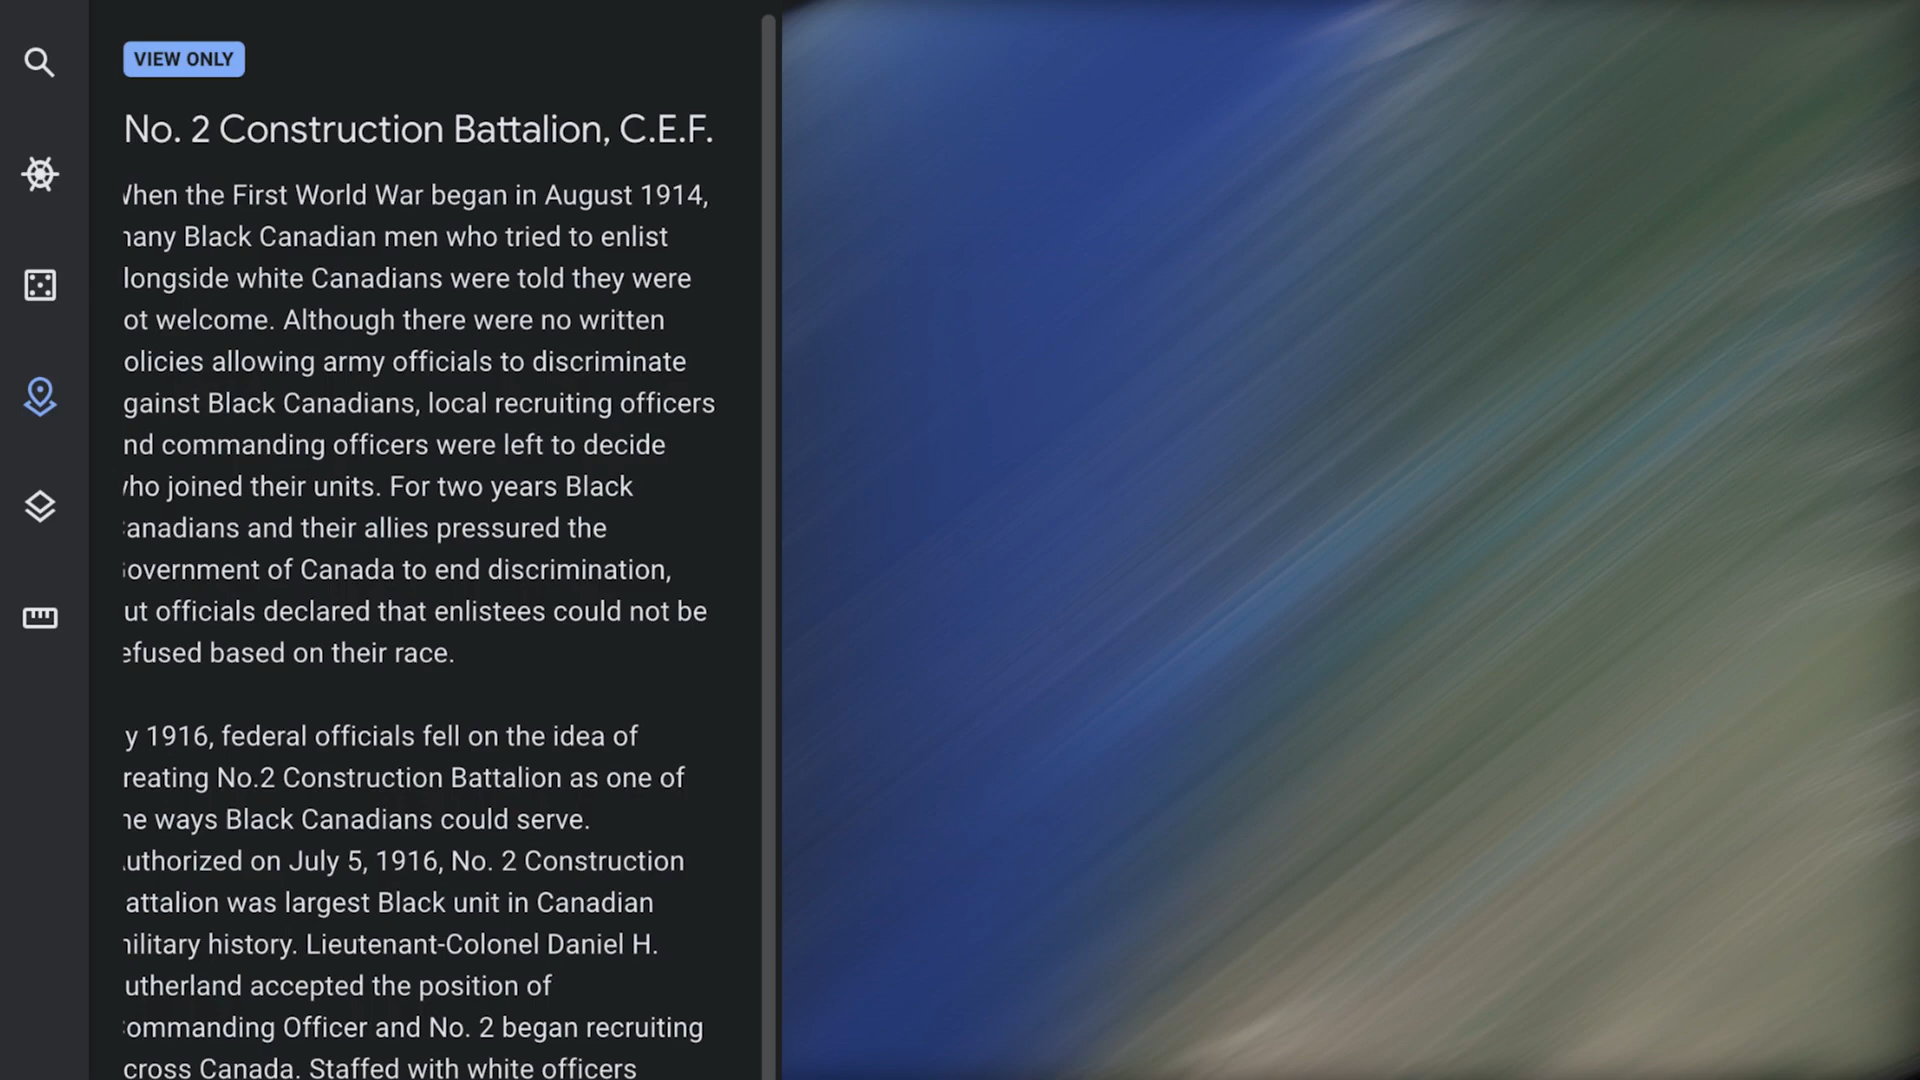 VIEW ONLY
No. 2 Construction Battalion, C.E.F.
hen the First World War began in August 1914,
any Black Canadian men who tried to enlist
longside white Canadians were told they were
ot welcome. Although there were no written
olicies allowing army officials to discriminate
gainst Black Canadians, local recruiting officers
nd commanding officers were left to decide
ho joined their units. For two years Black
anadians and their allies pressured the
overnment of Canada to end discrimination,
ut officials declared that enlistees could not be
efused based on their race.
y 1916, federal officials fell on the idea of
reating No.2 Construction Battalion as one of
he ways Black Canadians could serve.
uthorized on July 5, 1916, No. 2 Construction
attalion was largest Black unit in Canadian
ilitary history. Lieutenant-Colonel Daniel H.
utherland accepted the position of
ommanding Officer and No. 2 began recruiting
cross Canada. Staffed with white officers